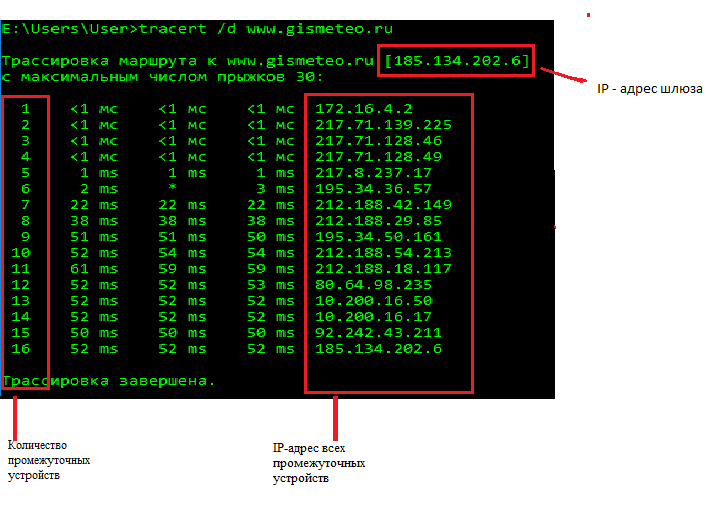 E:\Users\User>tracert /d www.gismeteo.ru
Трассировка маршрута к www.gismeteo.ru [185.134.202.6]
с максимальным числом прыжков 30:
IP - адрес шлюза
1 <1 мс <1 мс <1 мс 172.16.4.2
2 <1 мс <1 мс <1 мс 217.71.139.225
3 <1 мс <1 мс <1 мс 217.71.128.46
4 <1 мс <1 мс <1 мс 217.71.128.49
5 1 ms 1 ms 1 ms 217.8.237.17
6 2 ms * 3 ms 195.34.36.57
7 22 ms 22 ms 22 ms 212.188.42.149
8 38 ms 38 ms 38 ms 212.188.29.85
9 51 ms 51 ms 50 ms 195.34.50.161
10 52 ms 54 ms 54 ms 212.188.54.213
11 61 ms 59 ms 59 ms 212.188.18.117
12 52 ms 52 ms 53 ms 80.64.98.235
13 52 ms 52 ms 52 ms 10.200.16.50
14 52 ms 52 ms 52 ms 10.200.16.17
15 50 ms 50 ms 50 ms 92.242.43.211
16 52 ms 52 ms 52 ms 185.134.202.6
Трассировка завершена.
Количество
промежуточных
устройств
IP-адрес всех
промежуточных
устройств